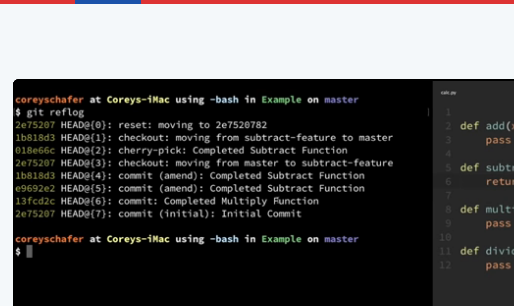 coreyschafer at Coreys-iMac using -bash in Example on master
$ git reflog
2e75207 HEAD@{0}: reset: moving to 2e7520782
1b818d3 HEAD@{1}: checkout: moving from subtract-feature to master
018e66c HEAD@{2}: cherry-pick: Completed Subtract Function
2e75207 HEAD@{3}: checkout: moving from master to subtract-feature
1b818d3 HEAD@{4}: commit (amend): Completed Subtract Function
e9692e2 HEAD@{5}: commit (amend): Completed Subtract Function
13fcd2c HEAD@{6}: commit: Completed Multiply Function
2e75207 HEAD@{7}: commit (initial): Initial Commit
coreyschafer at Coreys-iMac using -bash in Example on master
$
calc.py
1
2 def add(
3 pass
4
5 def subt
6 retur
7
8 def mult
9 pass
10
11 def divid
12 pass